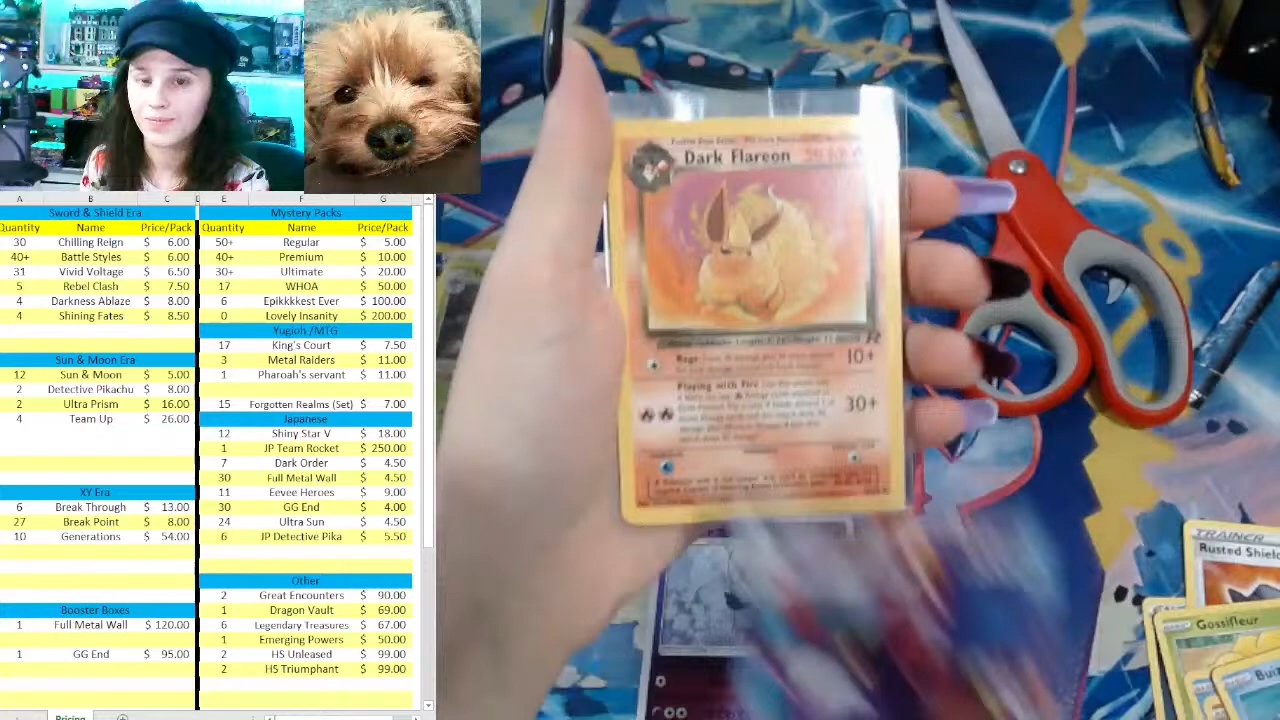 A B C E F G
Sword & Shield Era Mystery Packs
Quantity Name Price/Pack Quantity Name Price/Pack
30 Chilling Reign $ 6.00 50+ Regular $ 5.00
40+ Battle Styles $ 6.00 40+ Premium $ 10.00
31 Vivid Voltage $ 6.50 30+ Ultimate $ 20.00
5 Rebel Clash $ 7.50 17 WHOA $ 50.00
4 Darkness Ablaze $ 8.00 6 Epikkkkest Ever $ 100.00
4 Shining Fates $ 8.50 0 Lovely Insanity $ 200.00
Yugioh /MTG
17 King's Court $ 7.50
Sun & Moon Era 3 Metal Raiders $ 11.00
12 Sun & Moon $ 5.00 1 Pharoah's servant $ 11.00
2 Detective Pikachu $ 8.00
2 Ultra Prism $ 16.00 15 Forgotten Realms (Set) $ 7.00
4 Team Up $ 26.00 Japanese
12 Shiny Star V $ 18.00
1 JP Team Rocket $ 250.00
7 Dark Order $ 4.50
30 Full Metal Wall $ 4.50
XY Era 11 Eevee Heroes $ 9.00
6 Break Through $ 13.00 30 GG End $ 4.00
27 Break Point $ 8.00 24 Ultra Sun $ 4.50
10 Generations $ 54.00 6 JP Detective Pika $ 5.50
Other
2 Great Encounters $ 90.00
Booster Boxes 1 Dragon Vault $ 69.00
1 Full Metal Wall $ 120.00 6 Legendary Treasures $ 67.00
1 Emerging Powers $ 50.00
1 GG End $ 95.00 2 HS Unleased $ 99.00
2 HS Triumphant $ 99.00
Pricing
Dark Flareon
Rage 10+
Playing with Fire 30+
TRAINER
Rusted Shield
Gossifleur